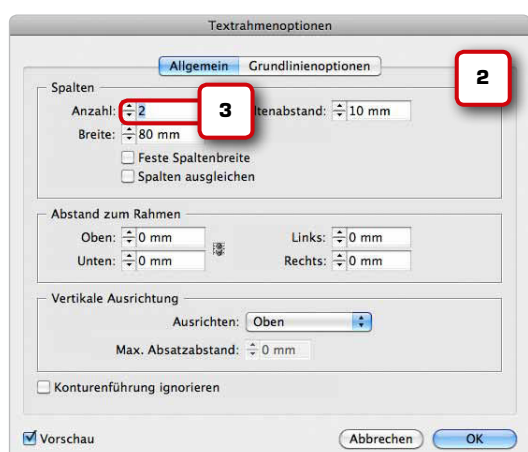 Textrahmenoptionen
Allgemein Grundlinienoptionen
2
Spalten
Anzahl: 2 3 ltenabstand: 10 mm
Breite: 80 mm
Feste Spaltenbreite
Spalten ausgleichen
Abstand zum Rahmen
Oben: 0 mm Links: 0 mm
Unten: 0 mm Rechts: 0 mm
Vertikale Ausrichtung
Ausrichten: Oben
Max. Absatzabstand: 0 mm
Konturenführung ignorieren
Vorschau Abbrechen OK